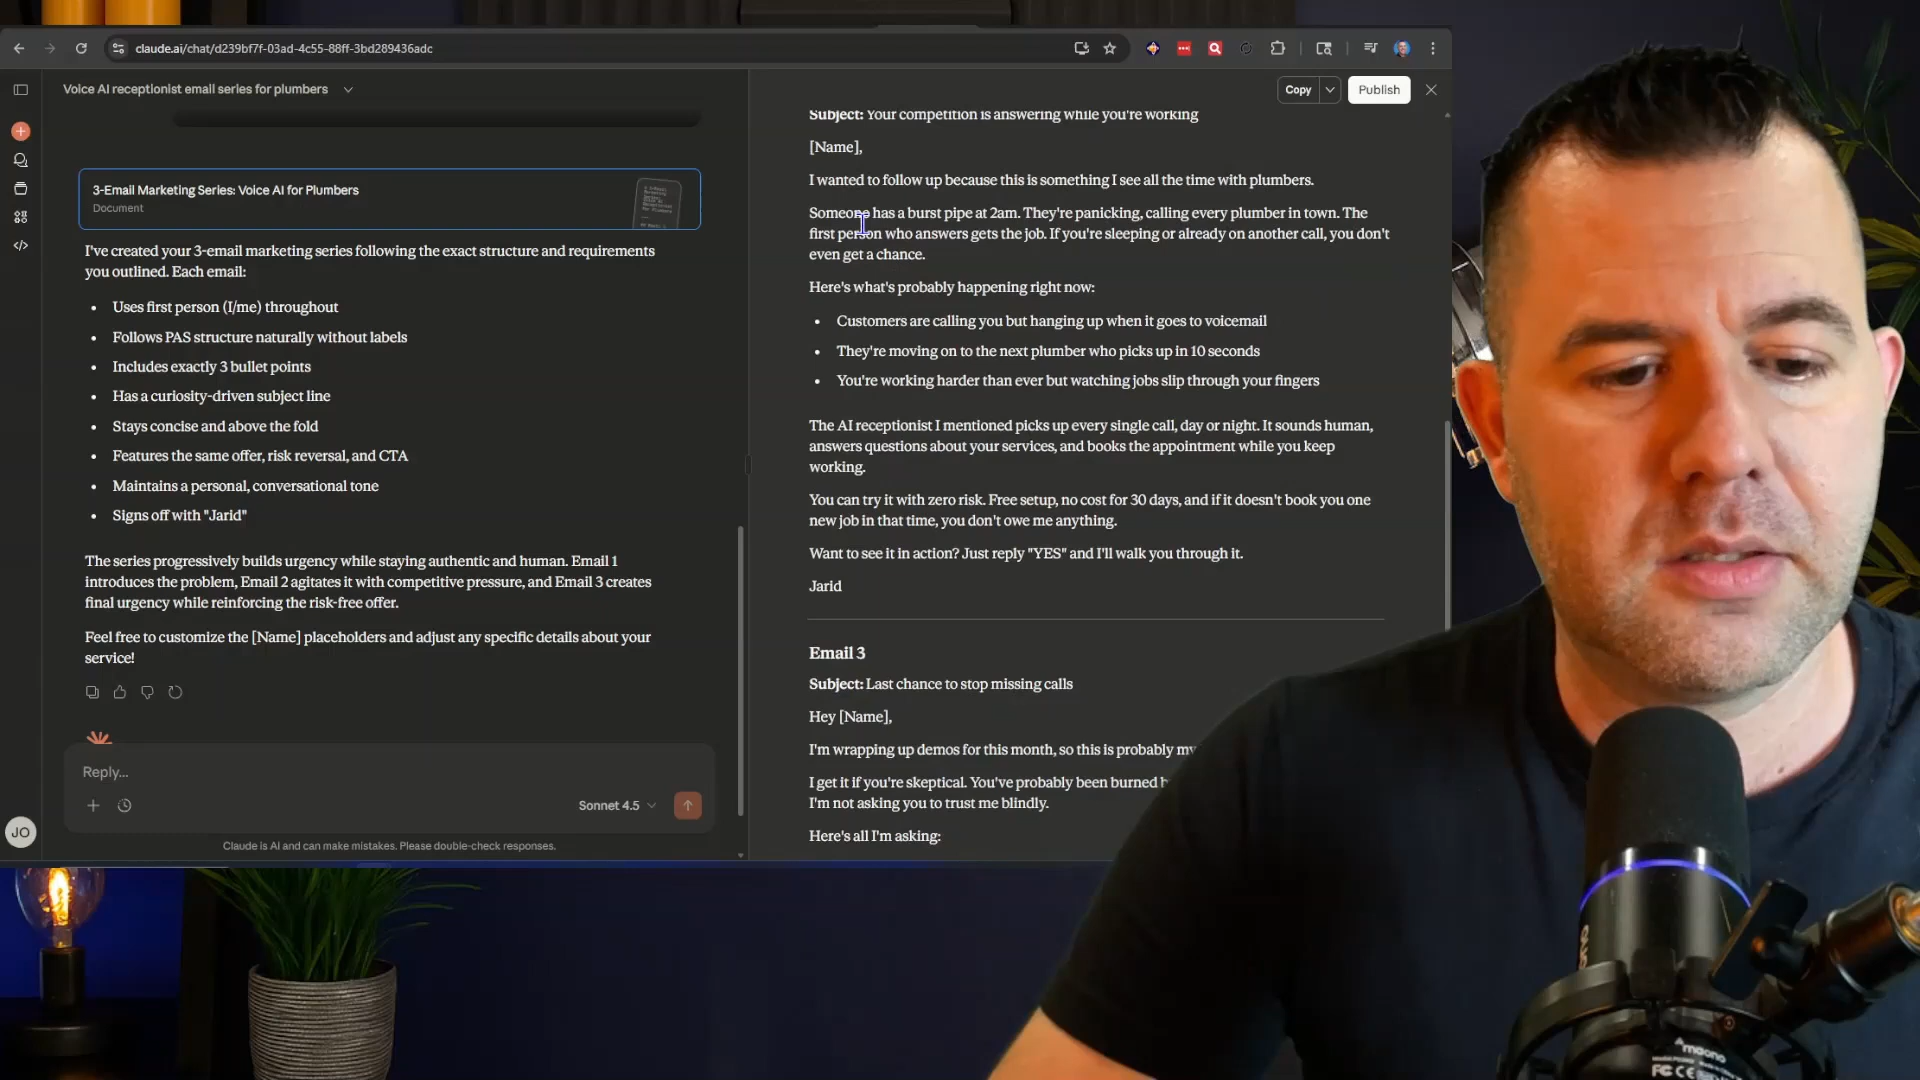 claude.ai/chat/d239bf7f-03ad-4c55-88ff-3bd289436adc
Voice AI receptionist email series for plumbers
3-Email Marketing Series: Voice AI for Plumbers
Document
I've created your 3-email marketing series following the exact structure and requirements
you outlined. Each email:
• Uses first person (I/me) throughout
• Follows PAS structure naturally without labels
• Includes exactly 3 bullet points
• Has a curiosity-driven subject line
• Stays concise and above the fold
• Features the same offer, risk reversal, and CTA
• Maintains a personal, conversational tone
• Signs off with "Jarid"
The series progressively builds urgency while staying authentic and human. Email 1
introduces the problem, Email 2 agitates it with competitive pressure, and Email 3 creates
final urgency while reinforcing the risk-free offer.
Feel free to customize the [Name] placeholders and adjust any specific details about your
service!
Reply...
Sonnet 4.5
JO
Claude is AI and can make mistakes. Please double-check responses.
Copy
Publish
Subject: Your competition is answering while you're working
[Name],
I wanted to follow up because this is something I see all the time with plumbers.
Someone has a burst pipe at 2am. They're panicking, calling every plumber in town. The
first person who answers gets the job. If you're sleeping or already on another call, you don't
even get a chance.
Here's what's probably happening right now:
• Customers are calling you but hanging up when it goes to voicemail
• They're moving on to the next plumber who picks up in 10 seconds
• You're working harder than ever but watching jobs slip through your fingers
The AI receptionist I mentioned picks up every single call, day or night. It sounds human,
answers questions about your services, and books the appointment while you keep
working.
You can try it with zero risk. Free setup, no cost for 30 days, and if it doesn't book you one
new job in that time, you don't owe me anything.
Want to see it in action? Just reply "YES" and I'll walk you through it.
Jarid
Email 3
Subject: Last chance to stop missing calls
Hey [Name],
I'm wrapping up demos for this month, so this is probably my
I get it if you're skeptical. You've probably been burned
I'm not asking you to trust me blindly.
Here's all I'm asking:
maono
FC CE